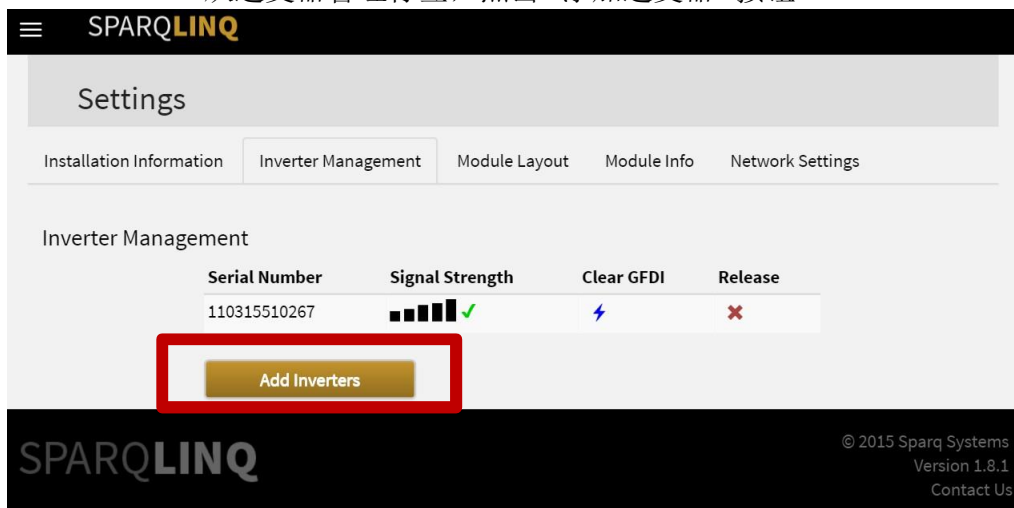 SPARQLINQ
Settings
Installation Information Inverter Management Module Layout Module Info Network Settings
Inverter Management
Serial Number Signal Strength Clear GFDI Release
110315510267
Add Inverters
SPARQLINQ
© 2015 Sparq Systems
Version 1.8.1
Contact Us